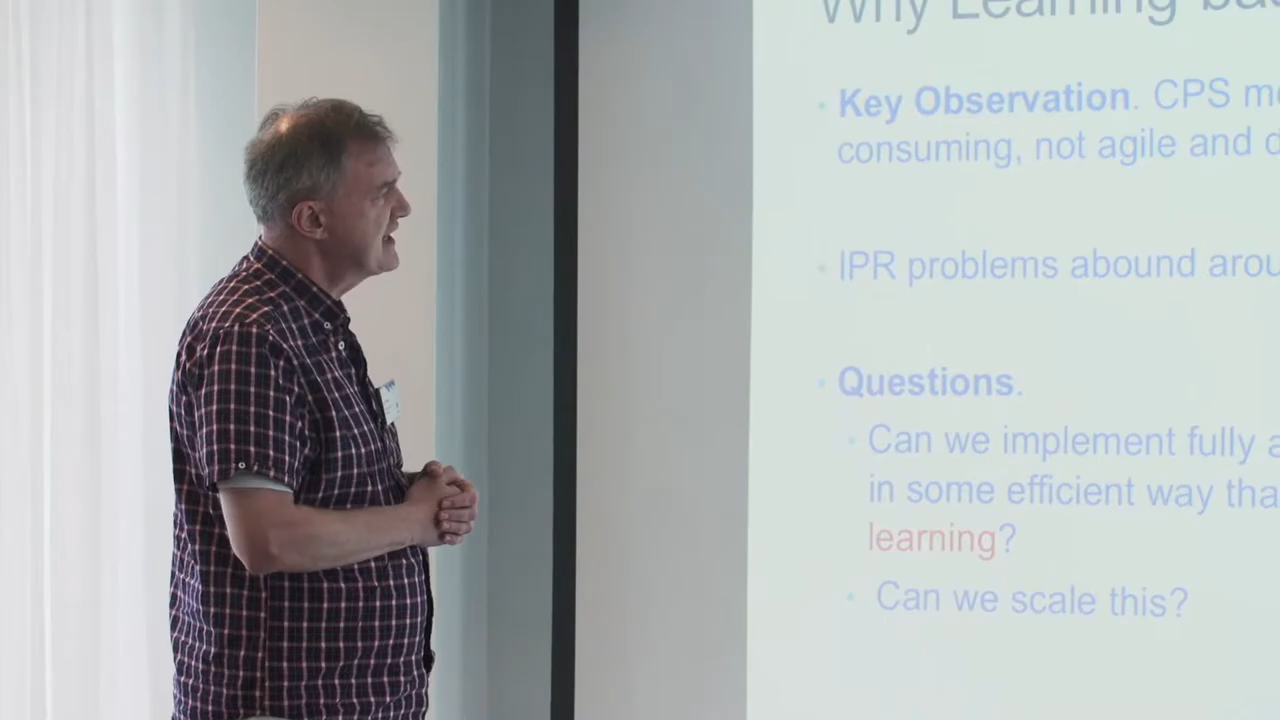 Why Learning-ba
Key Observation. CPS m
consuming, not agile and
IPR problems abound arou
Questions.
Can we implement fully a
in some efficient way tha
learning?
Can we scale this?